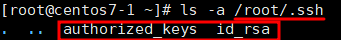 [root@centos7-1 ~]# ls -a /root/.ssh
.  ..  authorized_keys  id_rsa